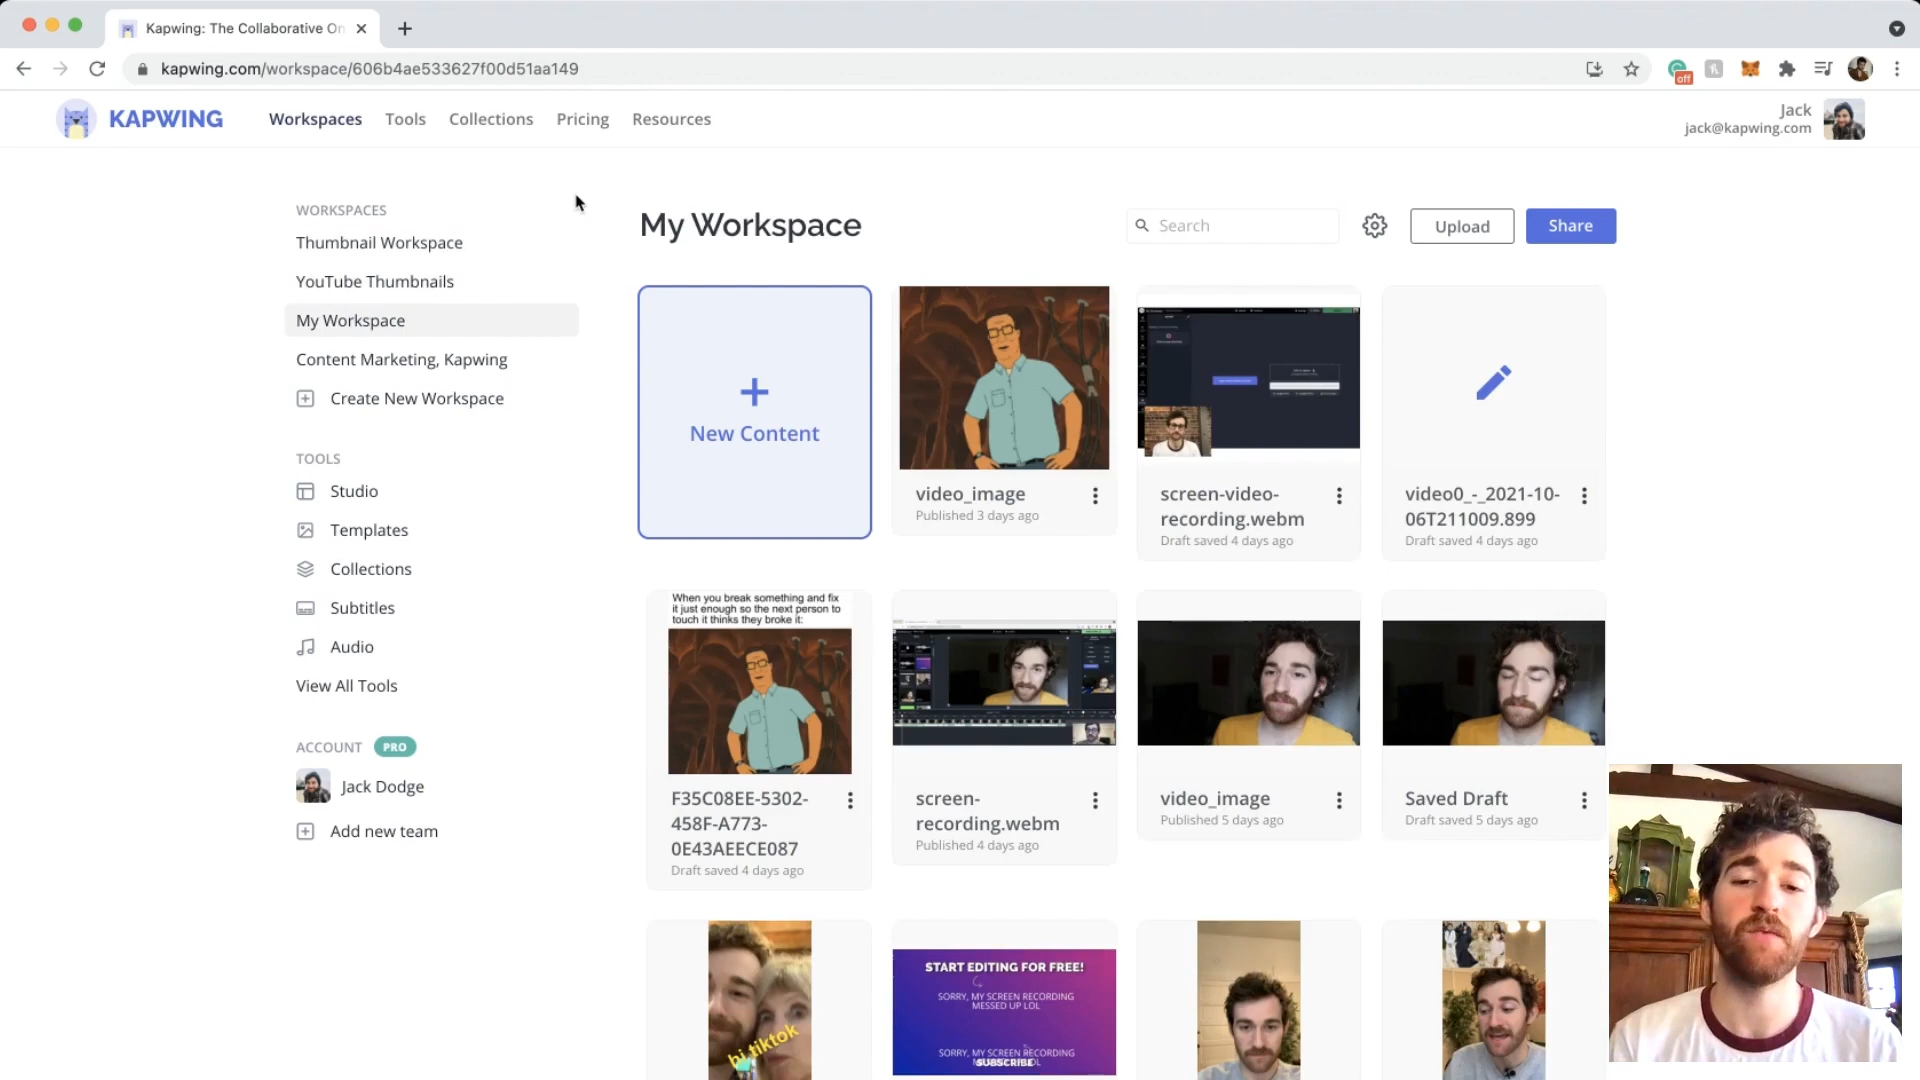 Kapwing: The Collaborative On
kapwing.com/workspace/606b4ae533627f00d51aa149
off
KAPWING
Workspaces
Tools
Collections
Pricing
Resources
Jack
jack@kapwing.com
WORKSPACES
Thumbnail Workspace
YouTube Thumbnails
My Workspace
Content Marketing, Kapwing
Create New Workspace
TOOLS
Studio
Templates
Collections
Subtitles
Audio
View All Tools
ACCOUNT
PRO
Jack Dodge
Add new team
My Workspace
Search
Upload
Share
New Content
video_image
Published 3 days ago
screen-video-
recording.webm
Draft saved 4 days ago
video0_-_2021-10-
06T211009.899
Draft saved 4 days ago
When you break something and fix
it just enough so the next person to
touch it thinks they broke it:
F35C08EE-5302-
458F-A773-
0E43AEECE087
Draft saved 4 days ago
screen-
recording.webm
Published 4 days ago
video_image
Published 5 days ago
Saved Draft
Draft saved 5 days ago
hi tiktok
START EDITING FOR FREE!
SORRY, MY SCREEN RECORDING
MESSED UP LOL
SORRY, MY SCREEN RECORDING
SUBSCRIBE